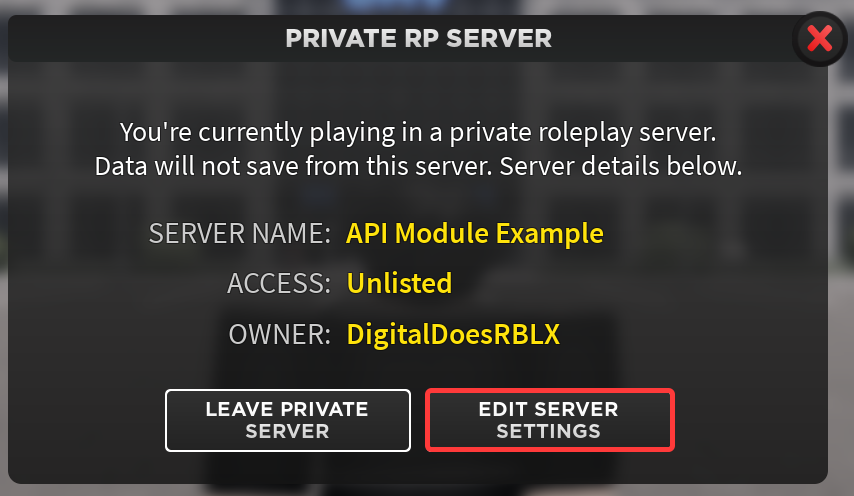 PRIVATE RP SERVER
You're currently playing in a private roleplay server.
Data will not save from this server. Server details below.
SERVER NAME: API Module Example
ACCESS: Unlisted
OWNER: DigitalDoesRBLX
LEAVE PRIVATE
SERVER
EDIT SERVER
SETTINGS